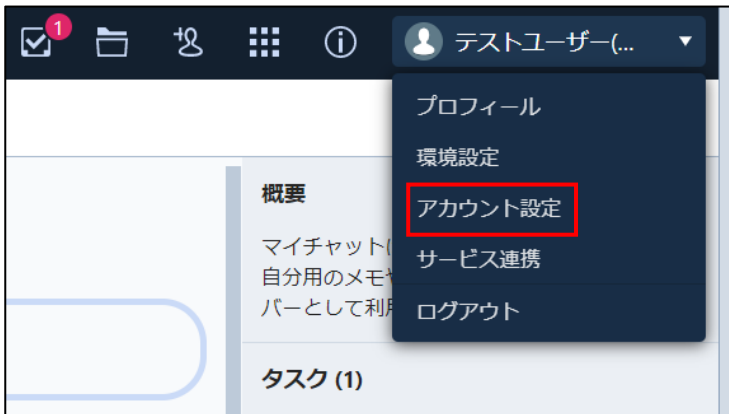 1
テストユーザー(...
プロフィール
環境設定
アカウント設定
サービス連携
ログアウト
概要
マイチャット
自分用のメモ
バーとして利
タスク (1)